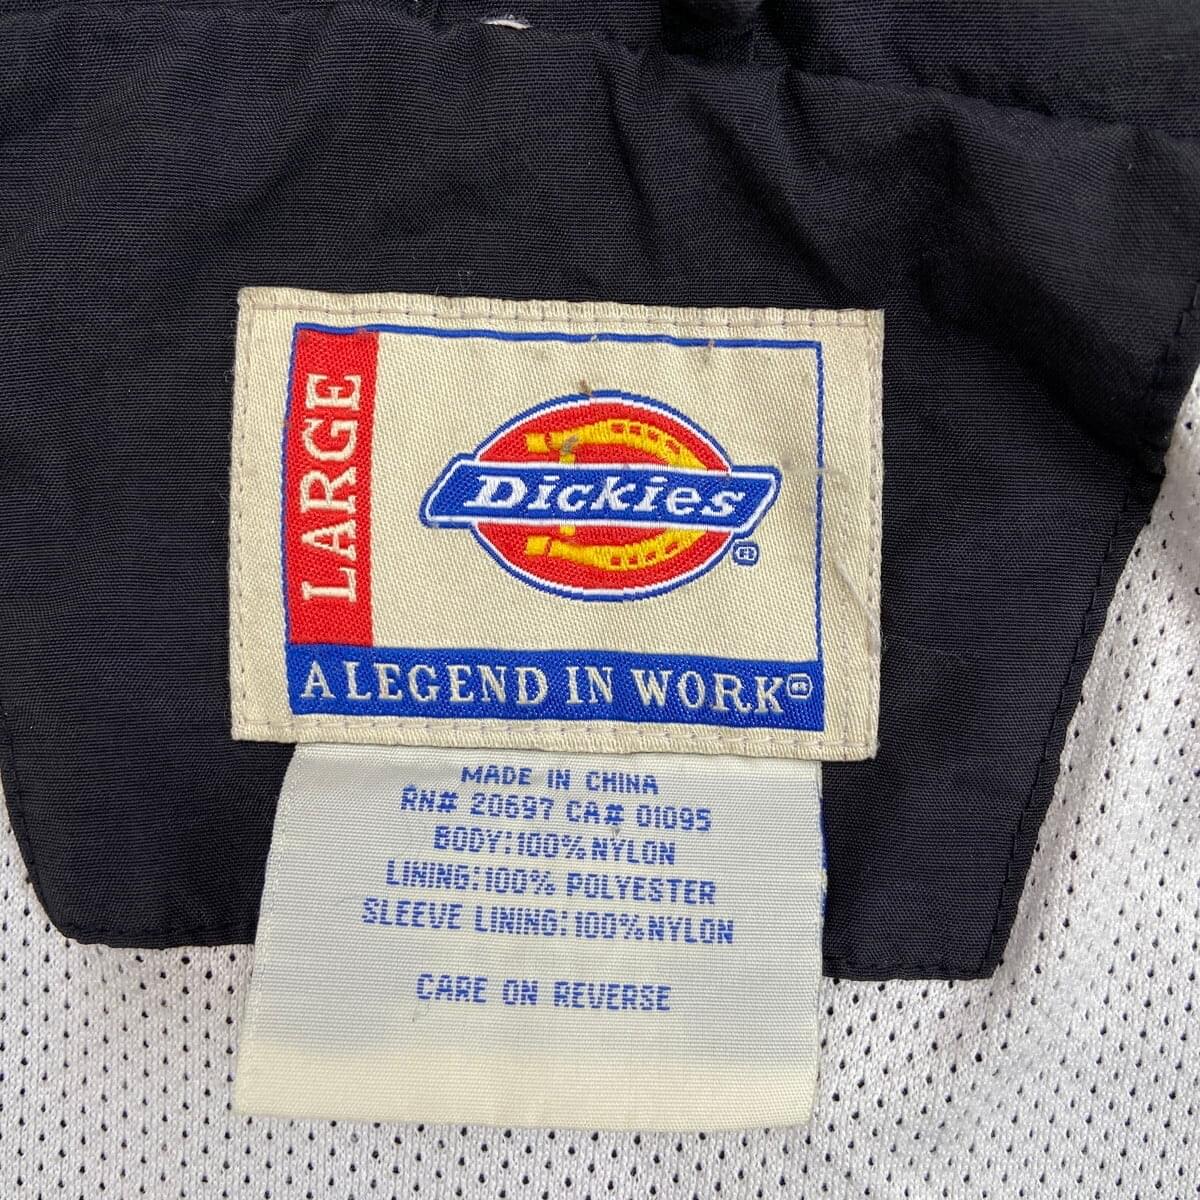 LARGE
Dickies®
A LEGEND IN WORK®
MADE IN CHINA
RN# 20697 CA# 01095
BODY:100% NYLON
LINING:100% POLYESTER
SLEEVE LINING:100%NYLON
CARE ON REVERSE